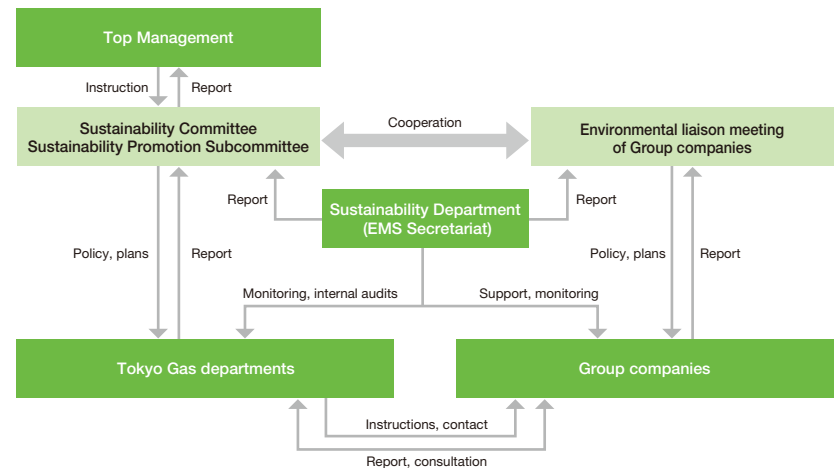 Top Management
Instruction
Report
Sustainability Committee
Sustainability Promotion Subcommittee
Cooperation
Environmental liaison meeting
of Group companies
Report
Sustainability Department
(EMS Secretariat)
Report
Policy, plans
Report
Policy, plans
Report
Monitoring, internal audits
Support, monitoring
Tokyo Gas departments
Group companies
Instructions, contact
Report, consultation